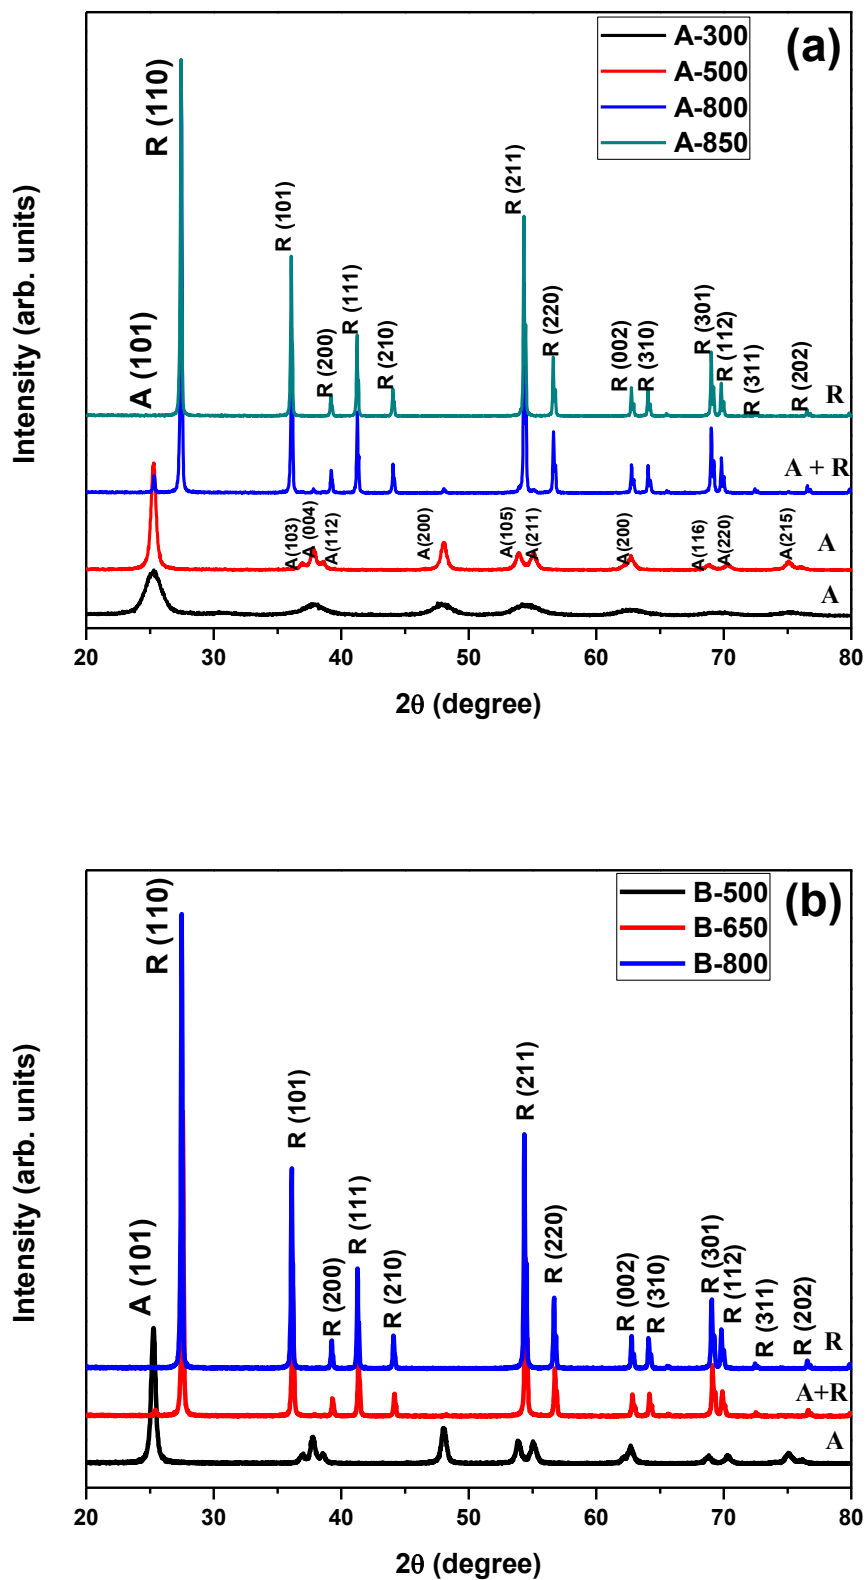 (a)
A-300
A-500
A-800
A-850
Intensity (arb. units)
A (101)
R (110)
R (101)
R (200)
R (111)
R (210)
R (211)
R (220)
R (002)
R (310)
R (301)
R (112)
R (311)
R (202)
R
A + R
A(103)
A (004)
A(112)
A(200)
A(105)
A(211)
A(200)
A(116)
A(220)
A(215)
A
A
20
30
40
50
60
70
80
2θ (degree)
(b)
B-500
B-650
B-800
Intensity (arb. units)
A (101)
R (110)
R (101)
R (200)
R (111)
R (210)
R (211)
R (220)
R (002)
R (310)
R (301)
R (112)
R (311)
R (202)
R
A+R
A
20
30
40
50
60
70
80
2θ (degree)